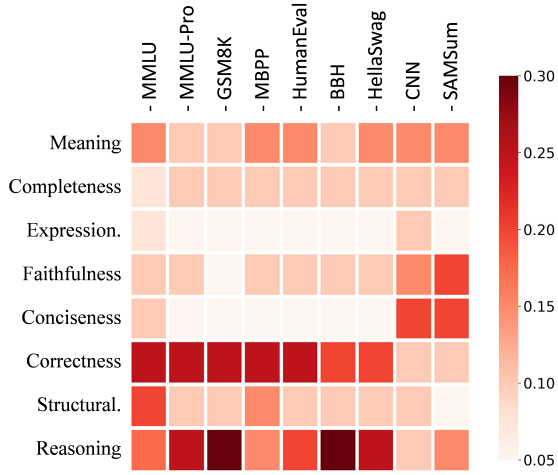 - MMLU
- MMLU-Pro
- GSM8K
- MBPP
- HumanEval
- BBH
- HellaSwag
- CNN
- SAMSum
Meaning
Completeness
Expression.
Faithfulness
Conciseness
Correctness
Structural.
Reasoning
0.30
0.25
0.20
0.15
0.10
0.05